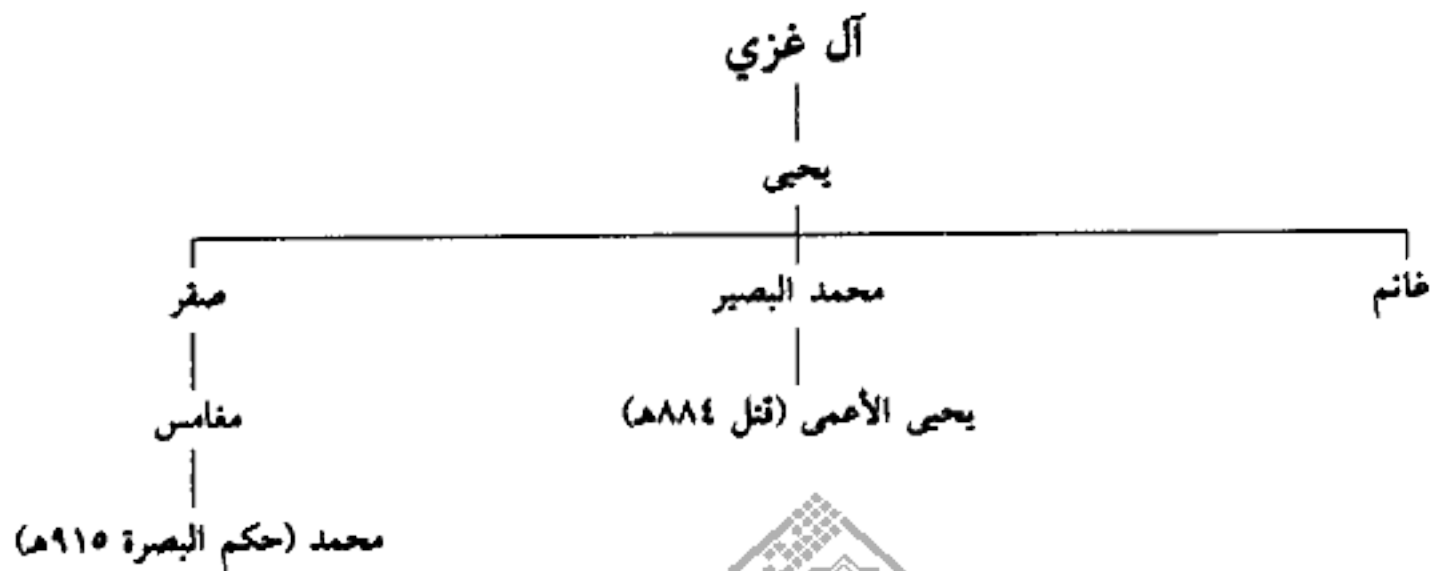 آل غزي
يحيى
غانم
محمد البصير
صقر
يحيى الأعمى (قتل ٨٨٤هـ)
مغامس
محمد (حكم البصرة ٩١٥هـ)